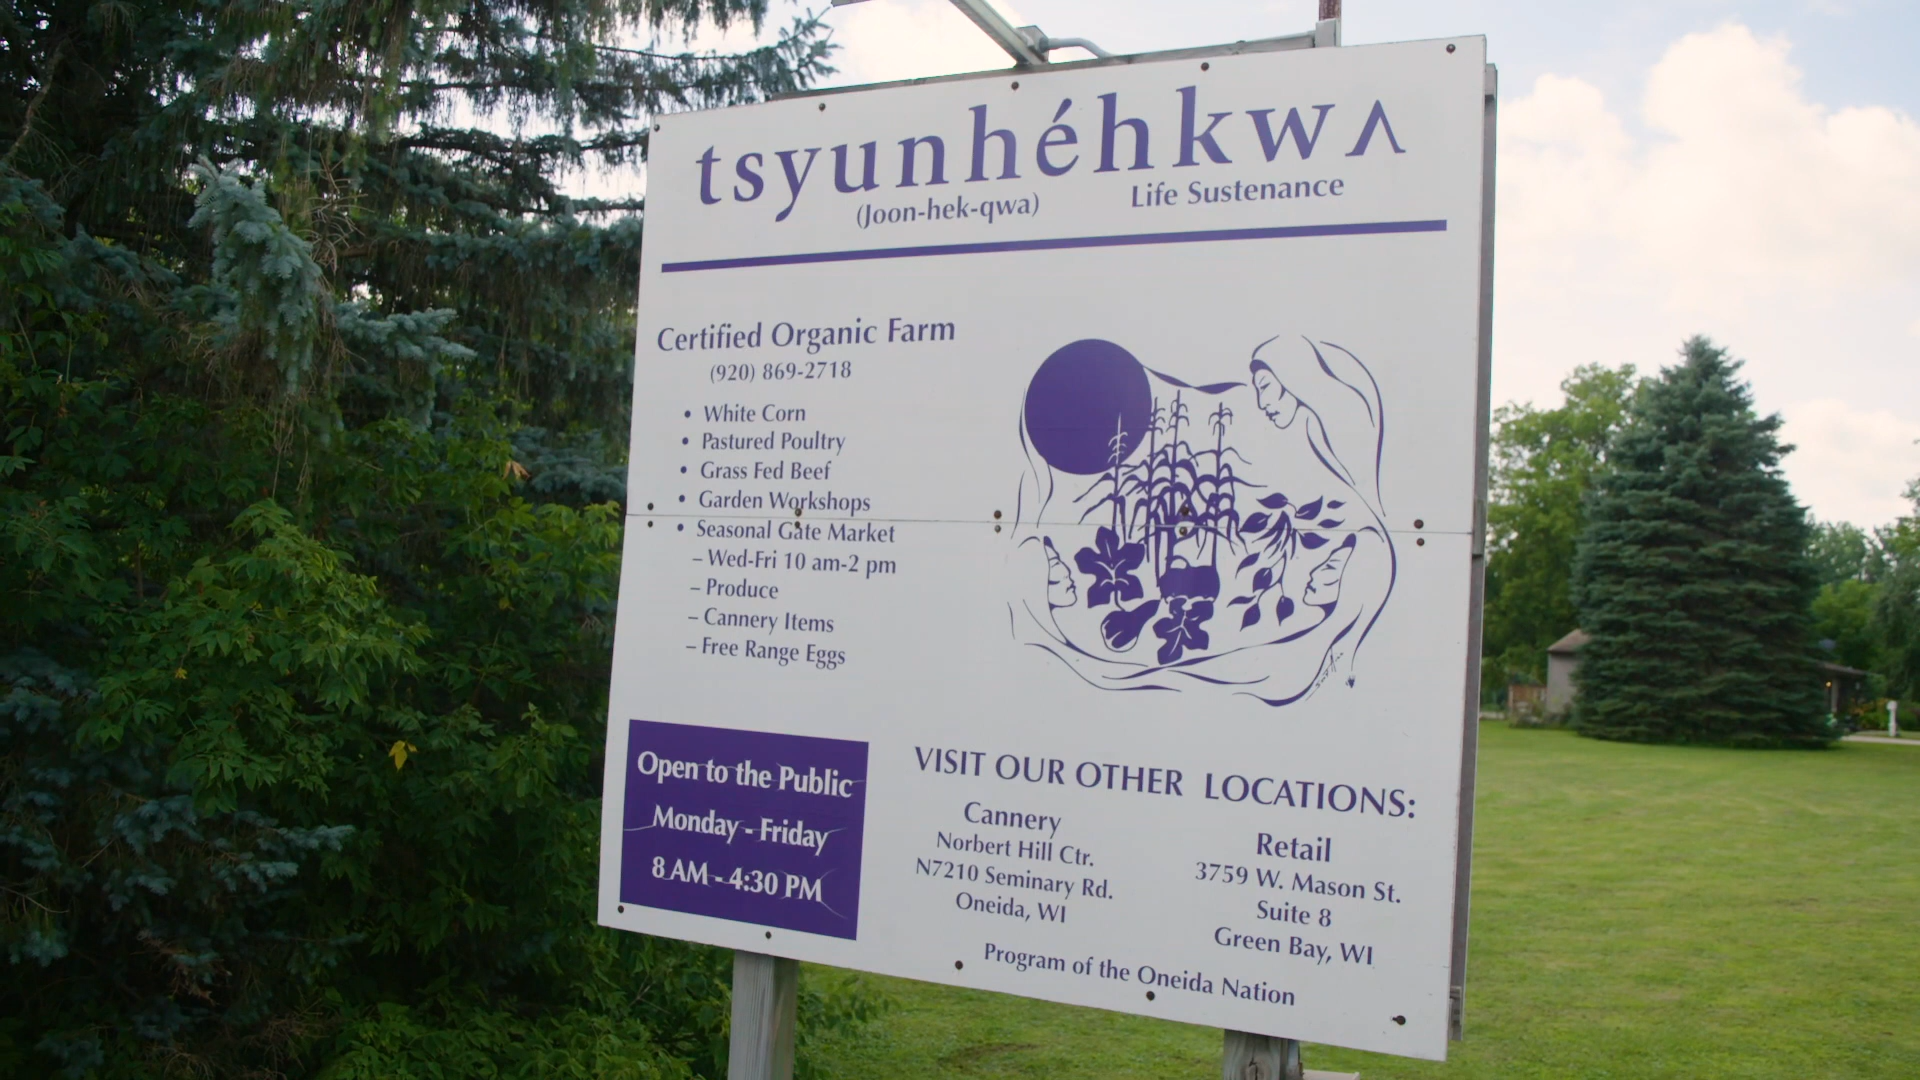 tsyunhéhkwʌ
(Joon-hek-qwa) Life Sustenance
Certified Organic Farm
(920) 869-2718
• White Corn
• Pastured Poultry
• Grass Fed Beef
• Garden Workshops
• Seasonal Gate Market
– Wed-Fri 10 am-2 pm
– Produce
– Cannery Items
– Free Range Eggs
Open to the Public
Monday - Friday
8 AM - 4:30 PM
VISIT OUR OTHER LOCATIONS:
Cannery
Norbert Hill Ctr.
N7210 Seminary Rd.
Oneida, WI
Retail
3759 W. Mason St.
Suite 8
Green Bay, WI
Program of the Oneida Nation